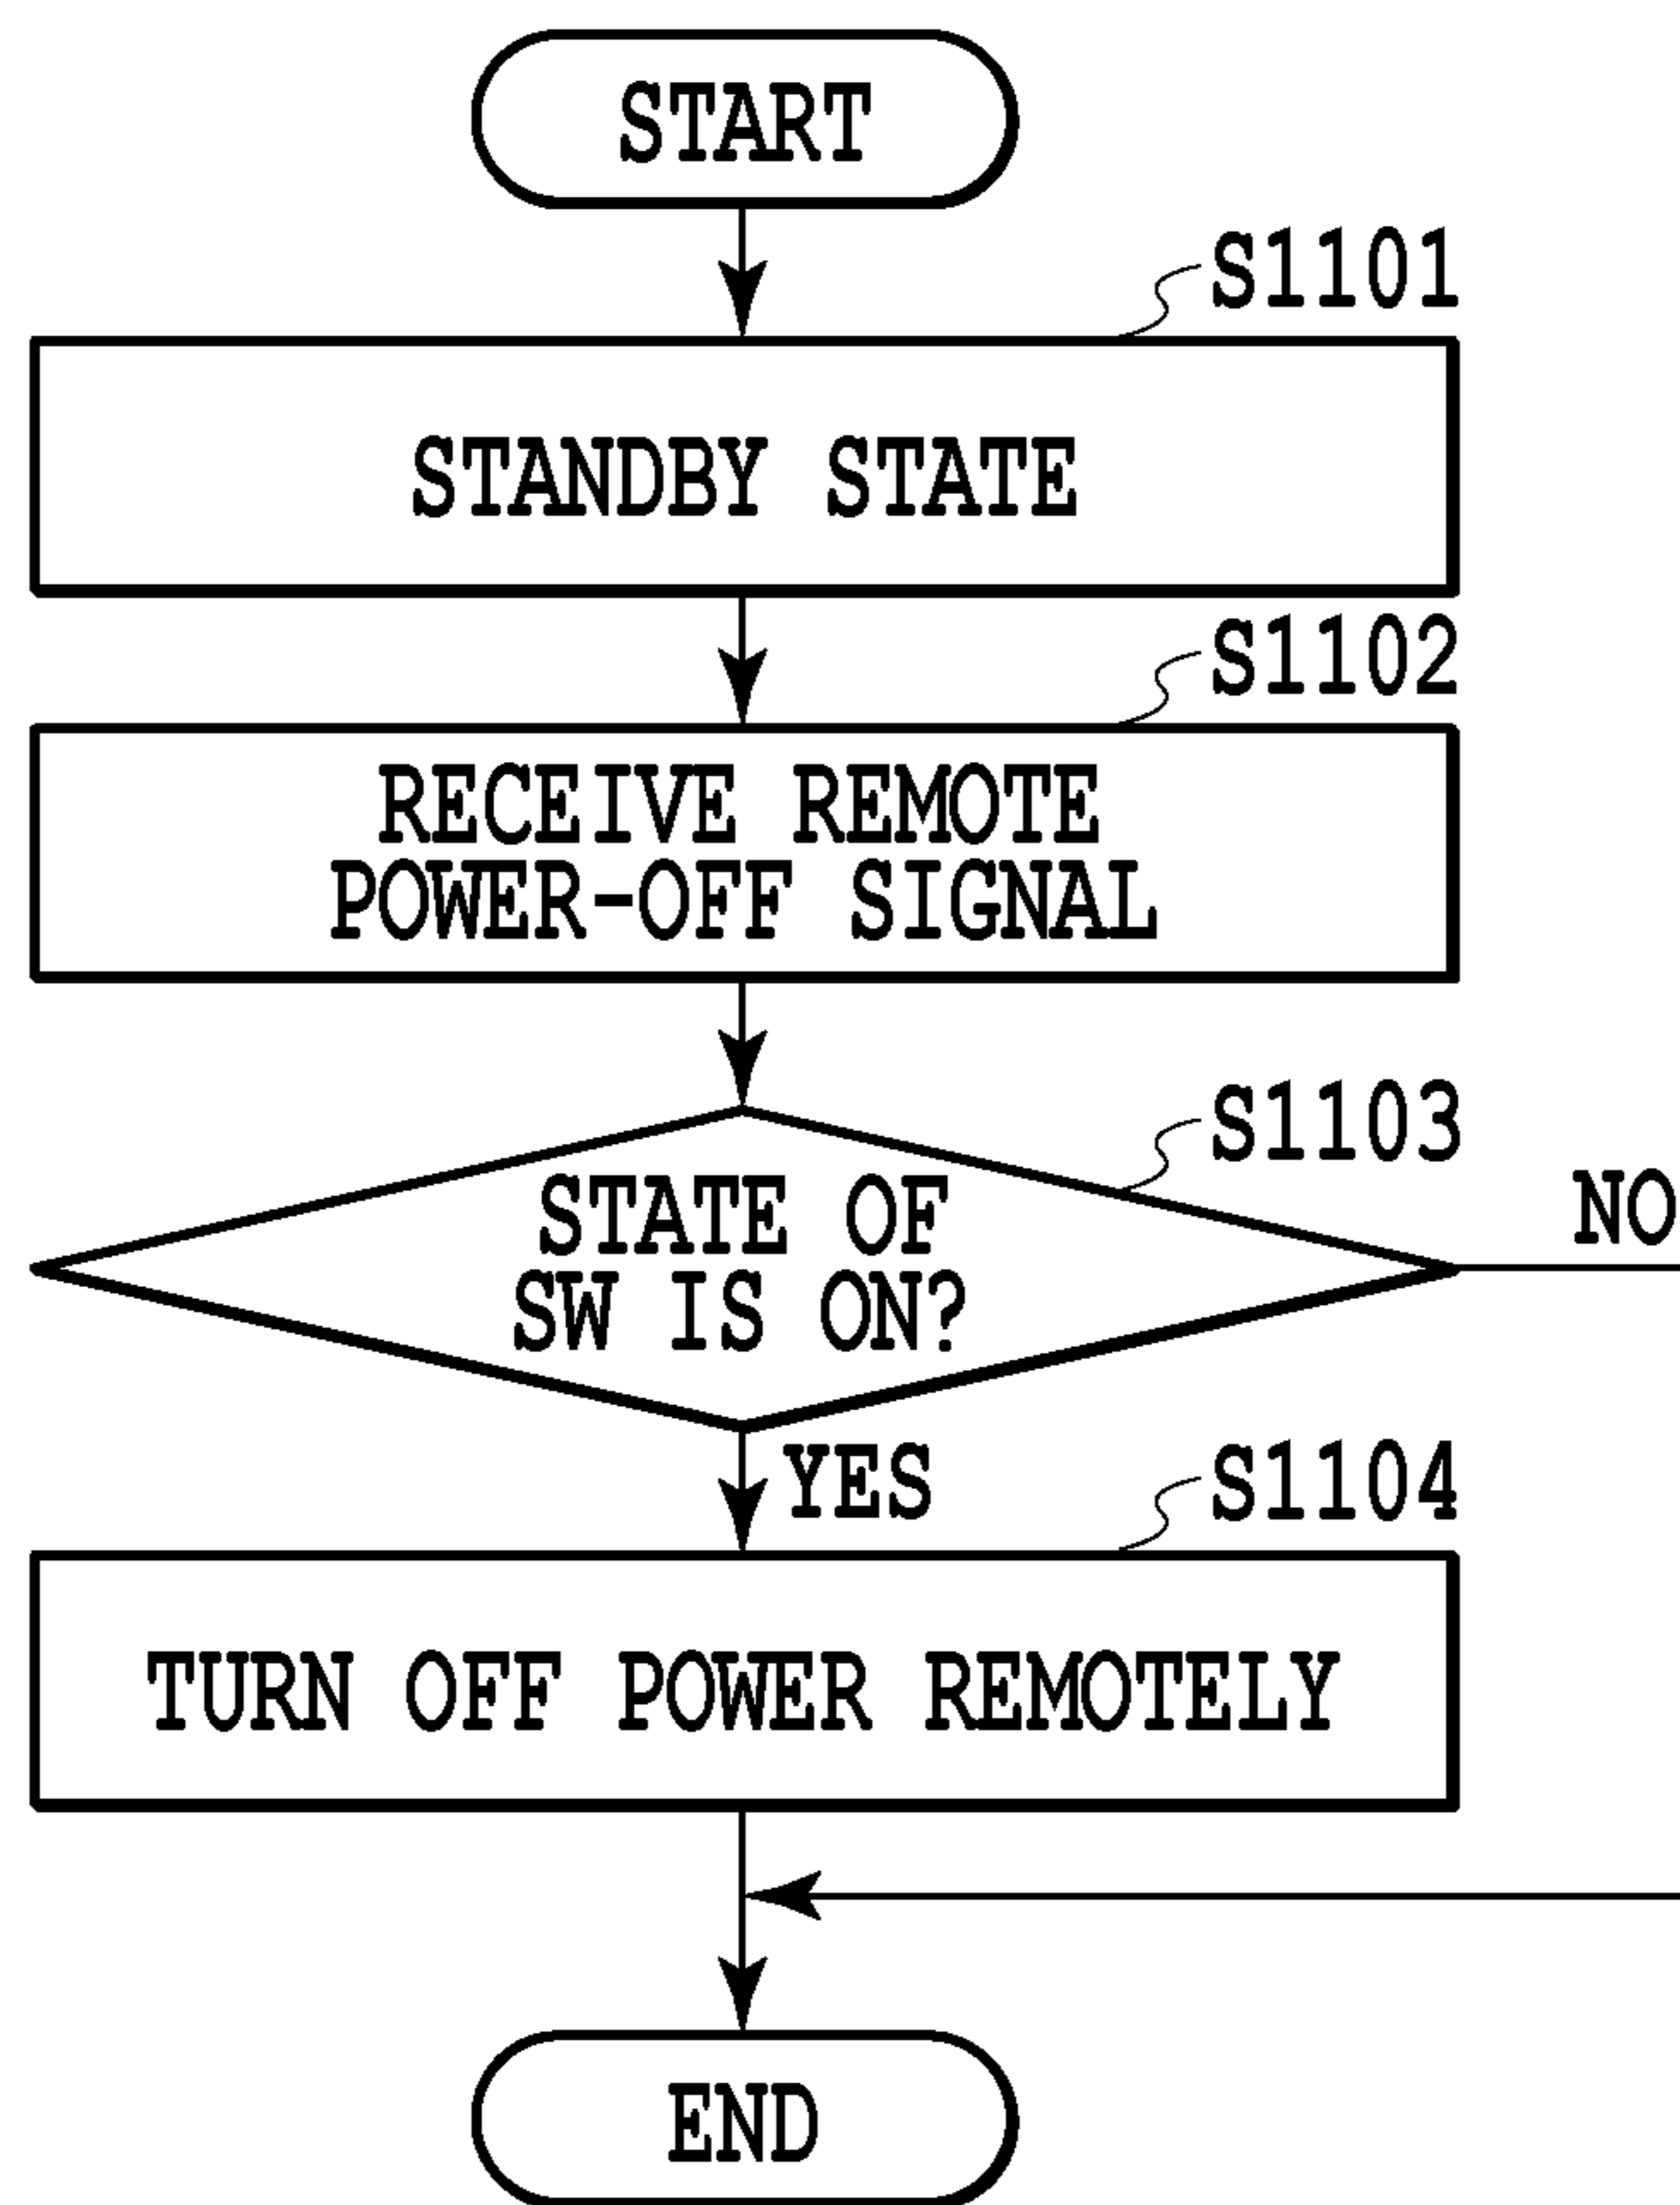 START
S1101
STANDBY STATE
S1102
RECEIVE REMOTE
POWER-OFF SIGNAL
S1103
STATE OF
SW IS ON?
NO
YES
S1104
TURN OFF POWER REMOTELY
END